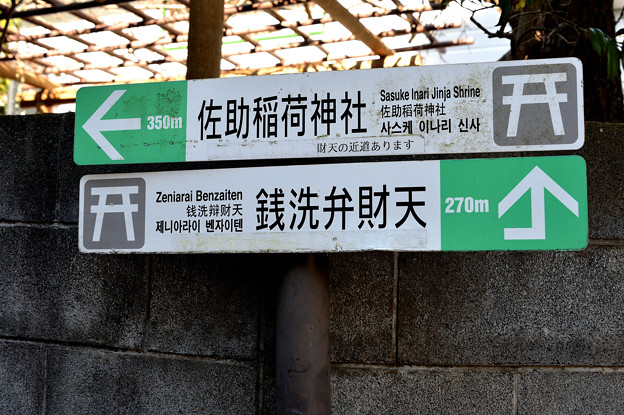 350m
佐助稲荷神社
Sasuke Inari Jinja Shrine
佐助稻荷神社
사스케 이나리 신사
財天の近道あります
Zeniarai Benzaiten
钱洗辩财天
제니아라이 벤자이텐
銭洗弁財天
270m